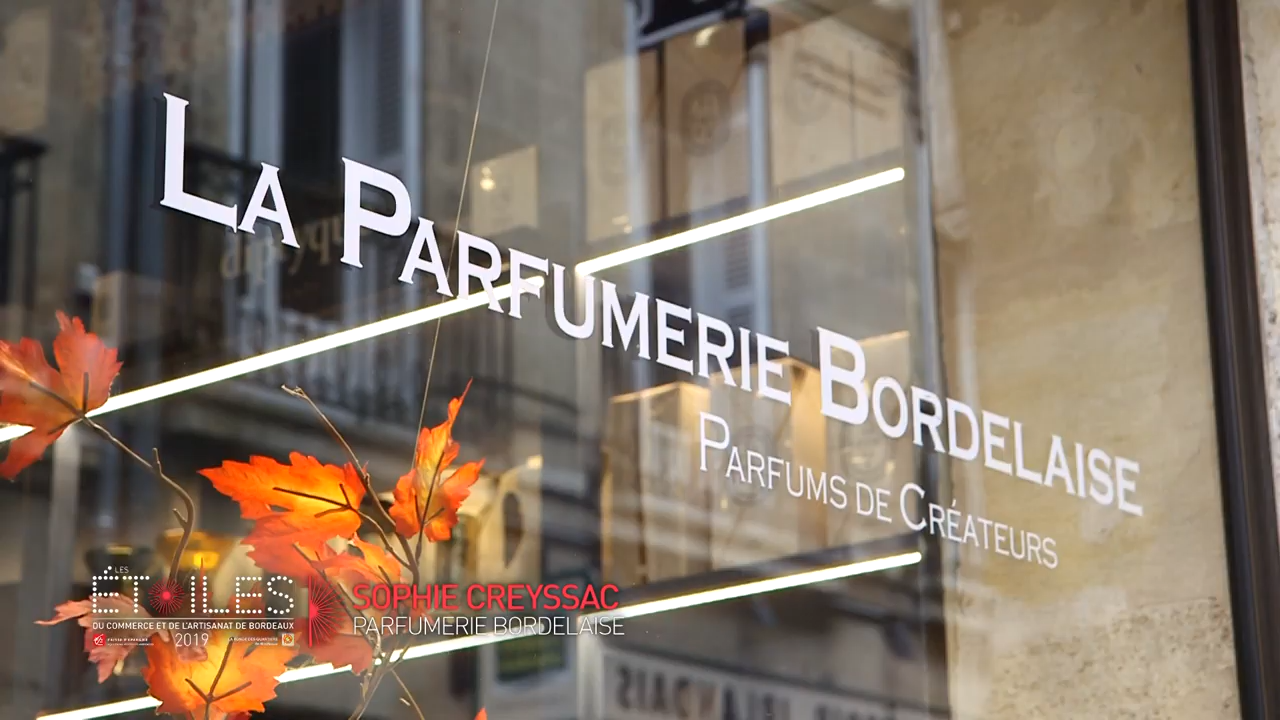 La Parfumerie Bordelaise
Parfums de Créateurs
diptyqu
LES
ÉTOILES
DU COMMERCE ET DE L'ARTISANAT DE BORDEAUX
2019
SOPHIE CREYSSAC
PARFUMERIE BORDELAISE